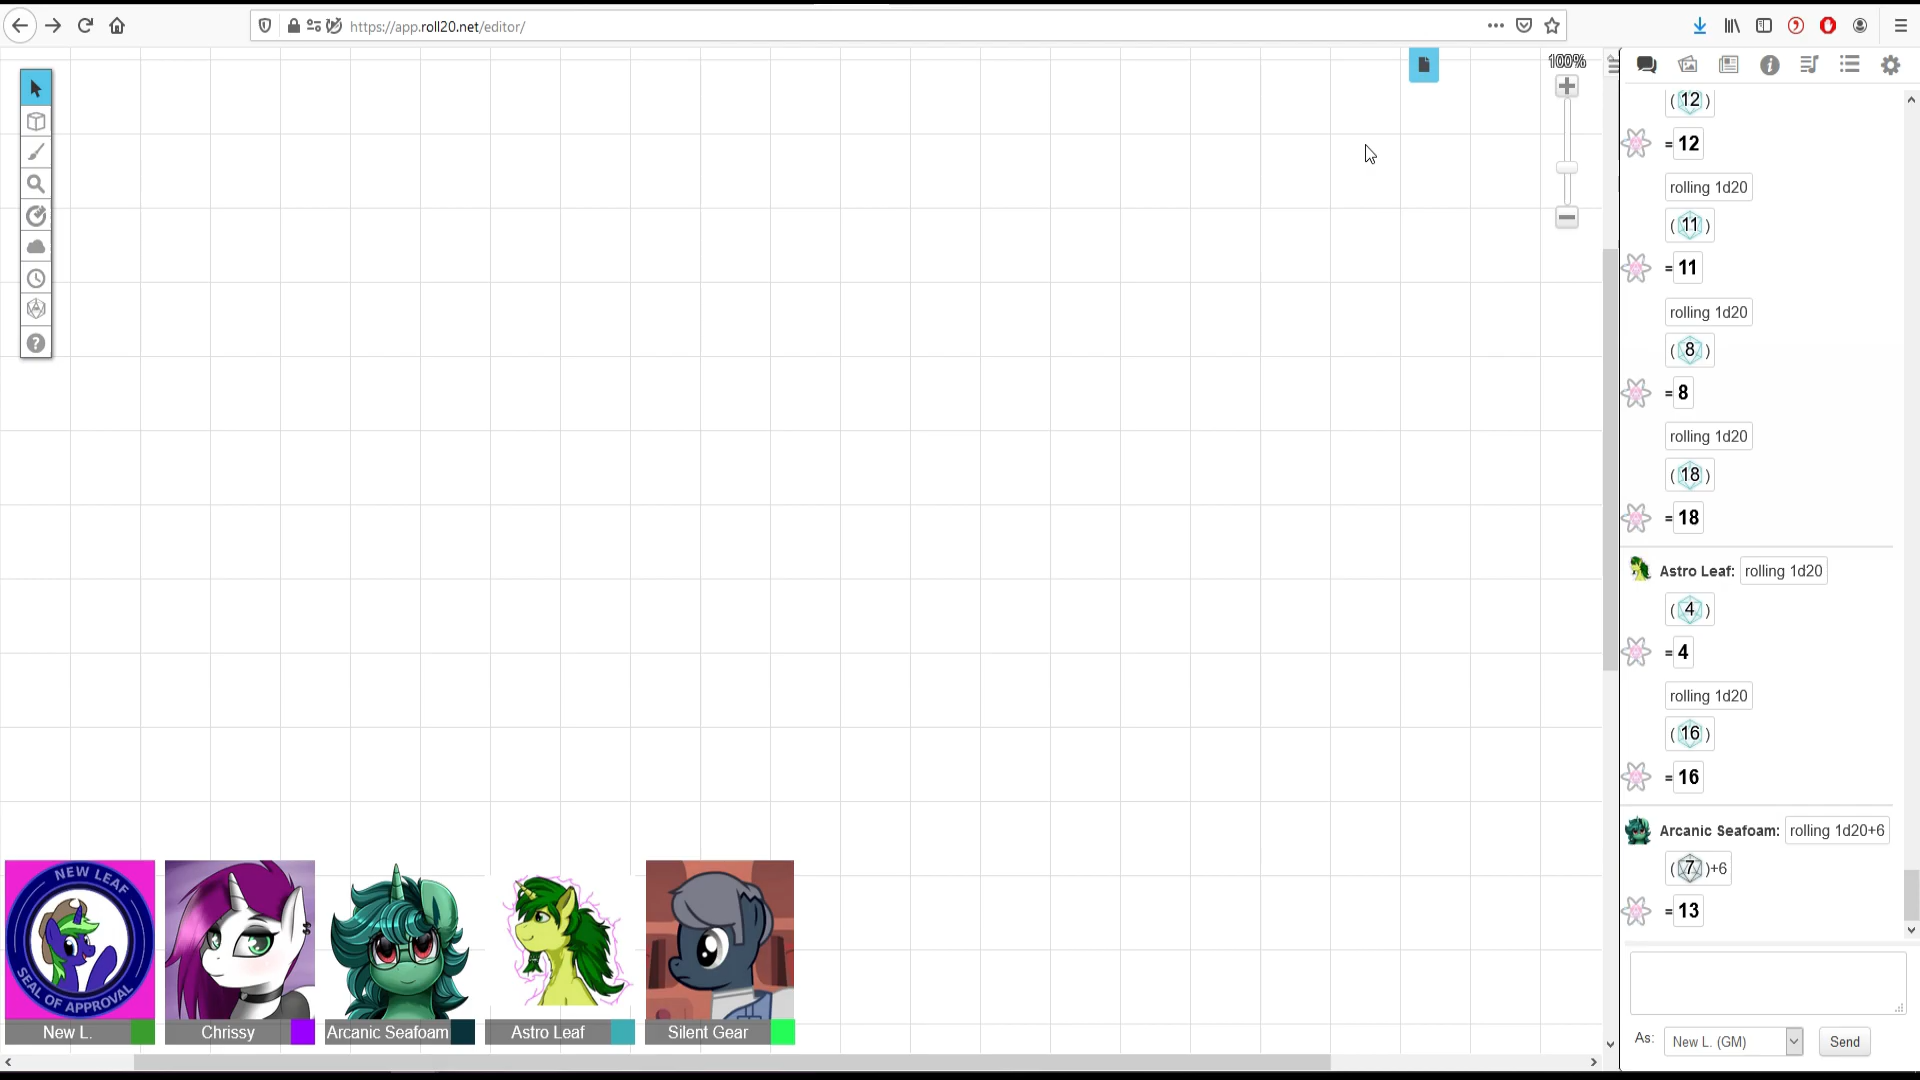 https://app.roll20.net/editor/
100%
(12)
=12
rolling 1d20
(11)
=11
rolling 1d20
(8)
=8
rolling 1d20
(18)
=18
Astro Leaf: rolling 1d20
(4)
=4
rolling 1d20
(16)
=16
Arcanic Seafoam: rolling 1d20+6
(7)+6
=13
NEW LEAF
SEAL OF APPROVAL
New L.
Chrissy
Arcanic Seafoam
Astro Leaf
Silent Gear
As: New L. (GM) Send